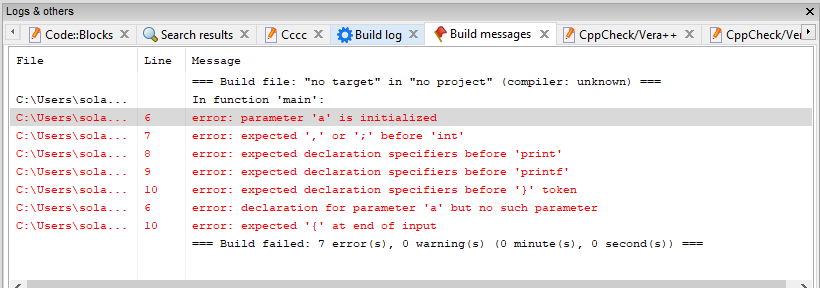 Logs & others
Code::Blocks Search results Cccc Build log Build messages CppCheck/Vera++ CppCheck/Ver
File Line Message
=== Build file: "no target" in "no project" (compiler: unknown) ===
C:\Users\sola... In function 'main':
C:\Users\sola... 6 error: parameter 'a' is initialized
C:\Users\sola... 7 error: expected ',' or ';' before 'int'
C:\Users\sola... 8 error: expected declaration specifiers before 'print'
C:\Users\sola... 9 error: expected declaration specifiers before 'printf'
C:\Users\sola... 10 error: expected declaration specifiers before '}' token
C:\Users\sola... 6 error: declaration for parameter 'a' but no such parameter
C:\Users\sola... 10 error: expected '{' at end of input
=== Build failed: 7 error(s), 0 warning(s) (0 minute(s), 0 second(s)) ===